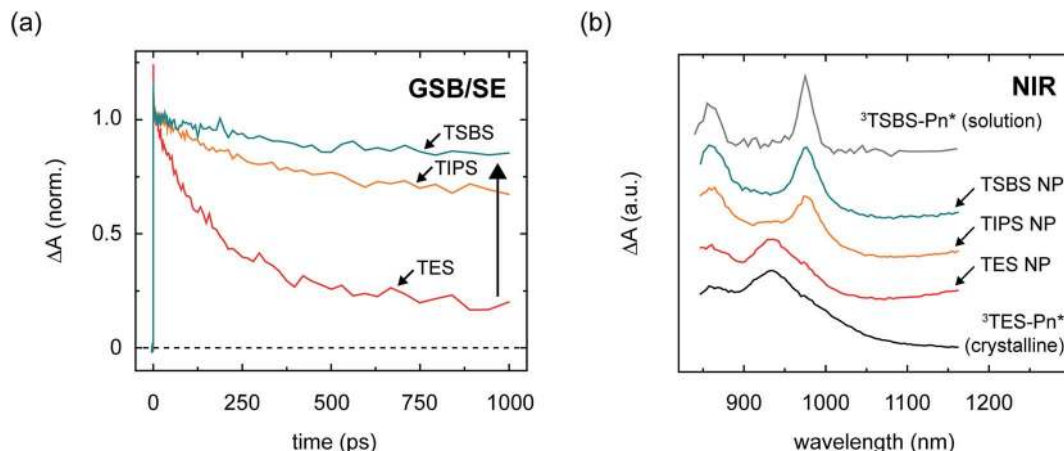 (a)
GSB/SE
TSBS
TIPS
TES
ΔA (norm.)
1.0
0.5
0
0
250
500
750
1000
time (ps)
(b)
NIR
³TSBS-Pn* (solution)
TSBS NP
TIPS NP
TES NP
³TES-Pn*
(crystalline)
ΔA (a.u.)
900
1000
1100
1200
wavelength (nm)